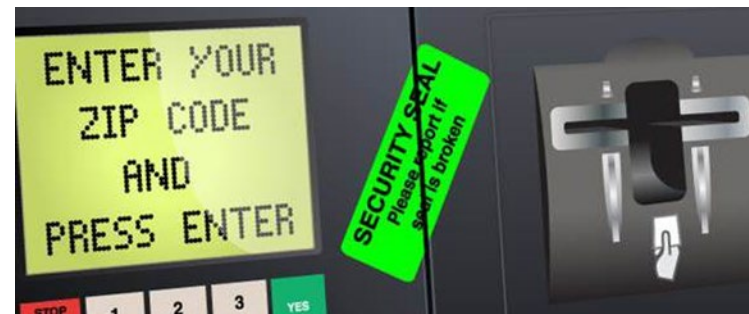 ENTER YOUR
ZIP CODE
AND
PRESS ENTER
SECURITY SEAL
Please report if
seal is broken
STOP
1
2
3
YES